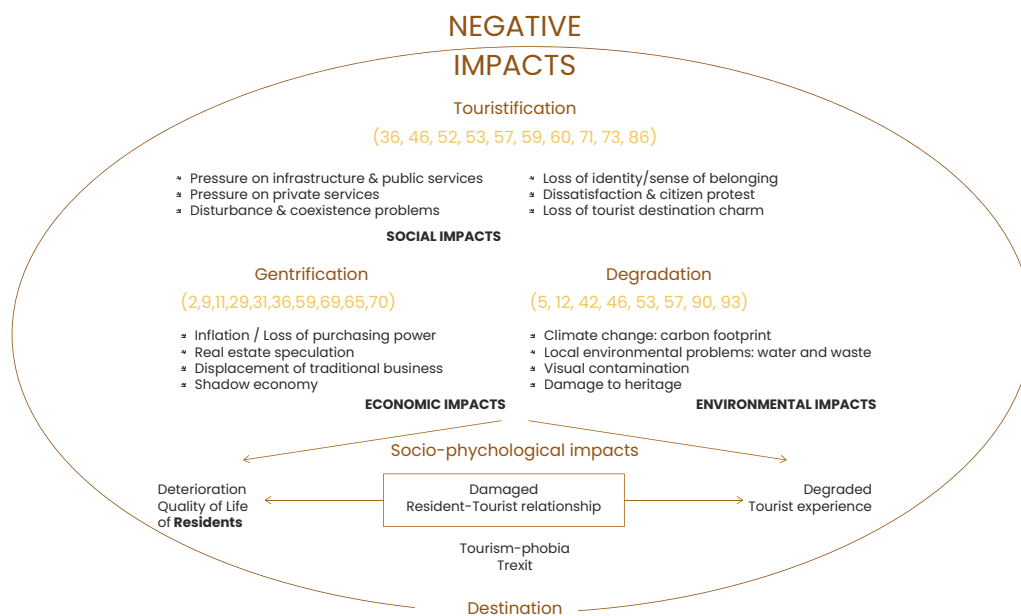 NEGATIVE
IMPACTS
Touristification
(36, 46, 52, 53, 57, 59, 60, 71, 73, 86)
Pressure on infrastructure & public services
Pressure on private services
Disturbance & coexistence problems
Loss of identity/sense of belonging
Dissatisfaction & citizen protest
Loss of tourist destination charm
SOCIAL IMPACTS
Gentrification
(2,9,11,29,31,36,59,69,65,70)
Inflation / Loss of purchasing power
Real estate speculation
Displacement of traditional business
Shadow economy
ECONOMIC IMPACTS
Degradation
(5, 12, 42, 46, 53, 57, 90, 93)
Climate change: carbon footprint
Local environmental problems: water and waste
Visual contamination
Damage to heritage
ENVIRONMENTAL IMPACTS
Socio-phychological impacts
Deterioration
Quality of Life
of Residents
Damaged
Resident-Tourist relationship
Degraded
Tourist experience
Tourism-phobia
Trexit
Destination